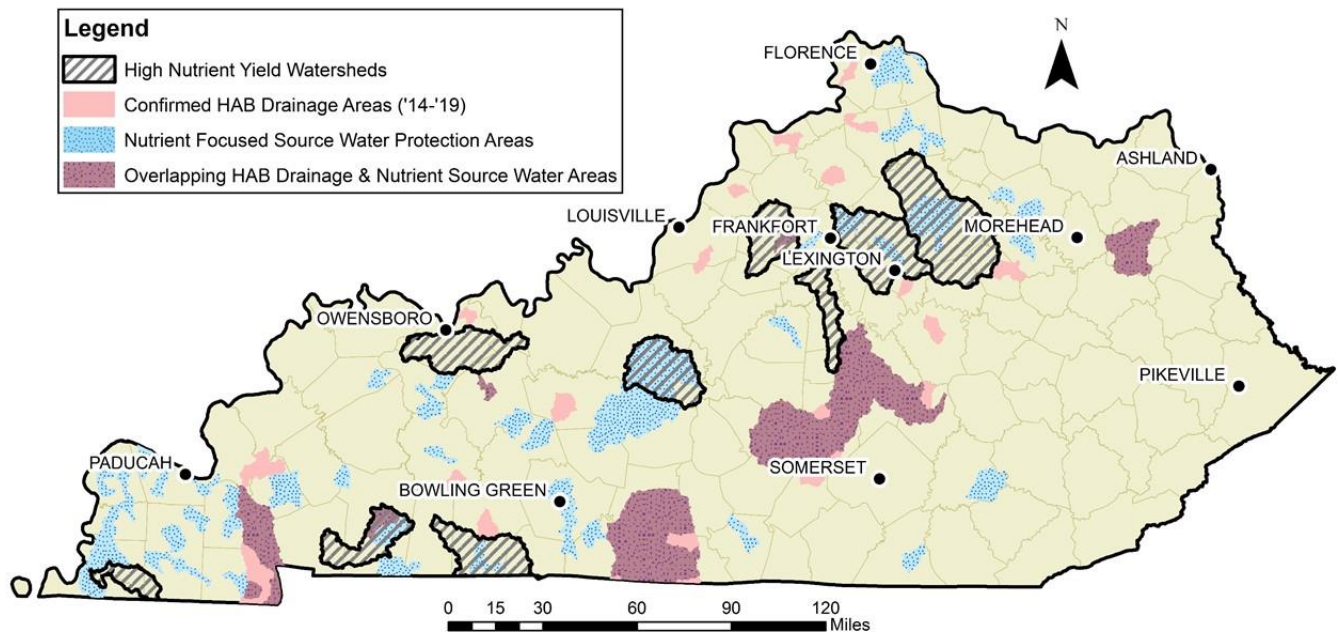 Legend
High Nutrient Yield Watersheds
Confirmed HAB Drainage Areas ('14-'19)
Nutrient Focused Source Water Protection Areas
Overlapping HAB Drainage & Nutrient Source Water Areas
N
FLORENCE
ASHLAND
LOUISVILLE
FRANKFORT
MOREHEAD
LEXINGTON
OWENSBORO
PIKEVILLE
PADUCAH
SOMERSET
BOWLING GREEN
0 15 30 60 90 120
Miles